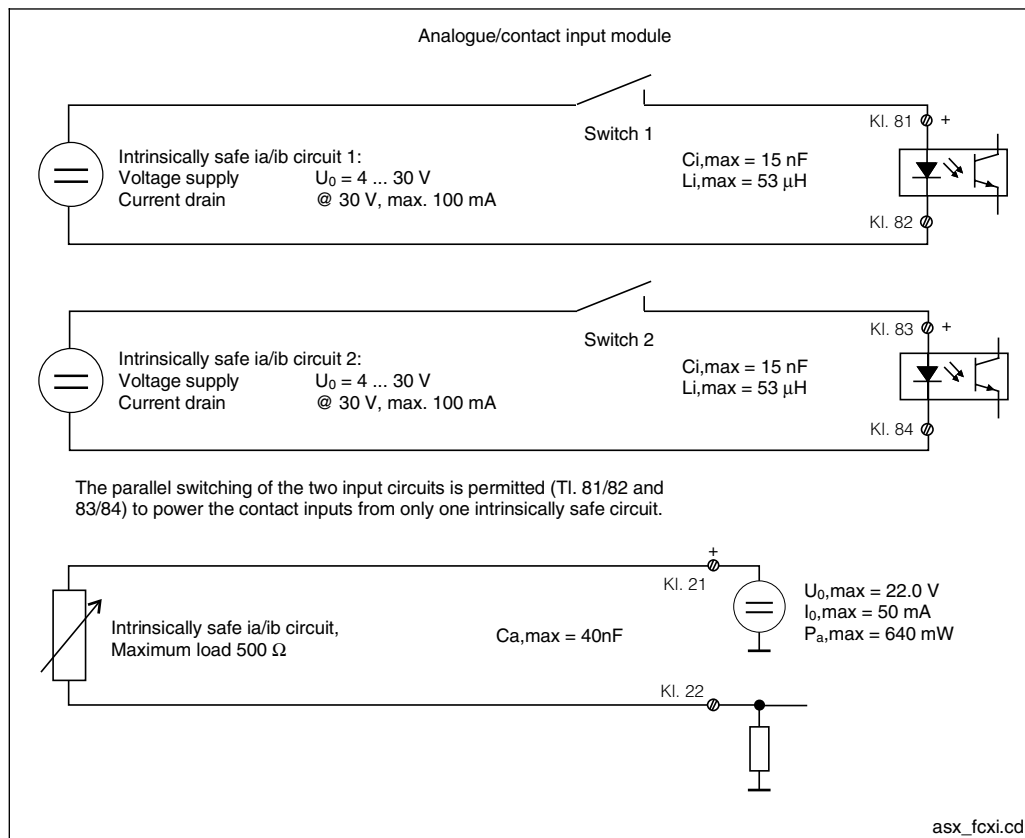 Analogue/contact input module
Switch 1
Kl. 81 +
Intrinsically safe ia/ib circuit 1:
Voltage supply U0 = 4 ... 30 V
Current drain @ 30 V, max. 100 mA
Ci,max = 15 nF
Li,max = 53 µH
Kl. 82
Switch 2
Kl. 83 +
Intrinsically safe ia/ib circuit 2:
Voltage supply U0 = 4 ... 30 V
Current drain @ 30 V, max. 100 mA
Ci,max = 15 nF
Li,max = 53 µH
Kl. 84
The parallel switching of the two input circuits is permitted (Tl. 81/82 and
83/84) to power the contact inputs from only one intrinsically safe circuit.
+
Kl. 21
Intrinsically safe ia/ib circuit,
Maximum load 500 Ω
Ca,max = 40nF
U0,max = 22.0 V
I0,max = 50 mA
Pa,max = 640 mW
Kl. 22
asx_fcxi.cd